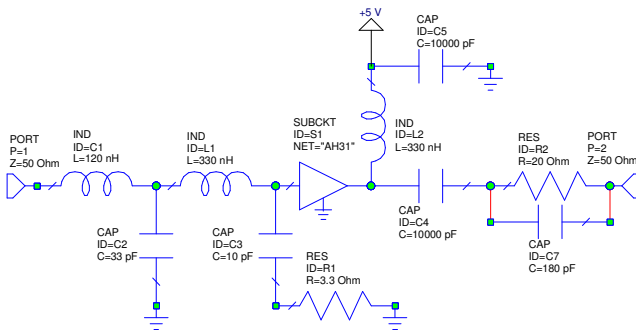 +5 V
CAP
ID=C5
C=10000 pF
SUBCKT
ID=S1
NET="AH31"
IND
ID=L2
L=330 nH
PORT
P=1
Z=50 Ohm
IND
ID=C1
L=120 nH
IND
ID=L1
L=330 nH
RES
ID=R2
R=20 Ohm
PORT
P=2
Z=50 Ohm
CAP
ID=C4
C=10000 pF
CAP
ID=C2
C=33 pF
CAP
ID=C3
C=10 pF
RES
ID=R1
R=3.3 Ohm
CAP
ID=C7
C=180 pF